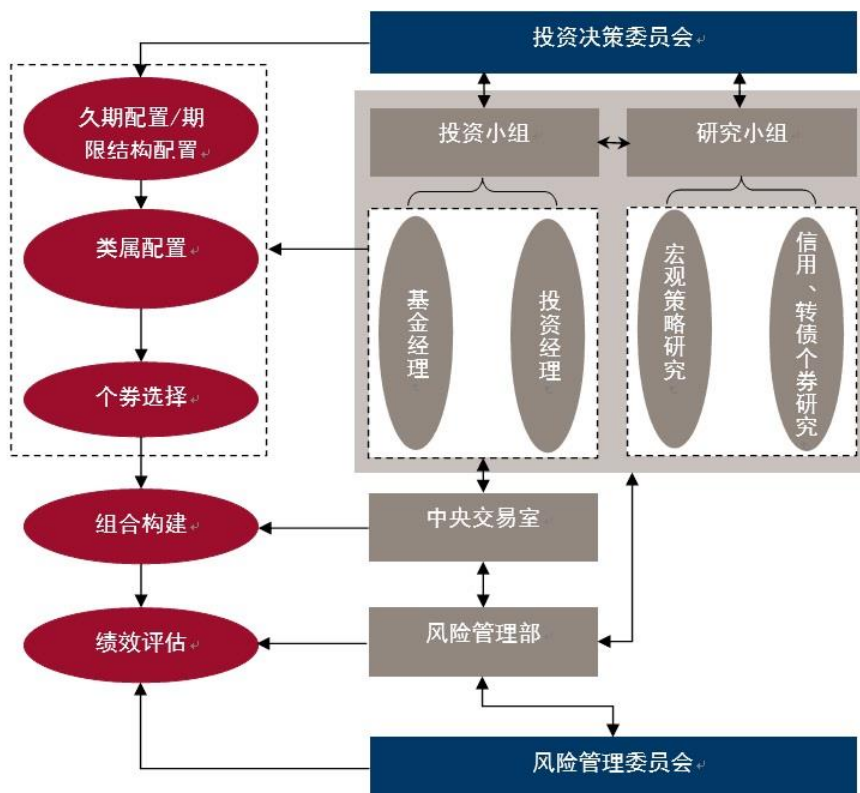 投资决策委员会
久期配置/期
限结构配置
投资小组
研究小组
类属配置
基金经理
投资经理
宏观策略研究
信用、转债个券研究
个券选择
组合构建
中央交易室
绩效评估
风险管理部
风险管理委员会